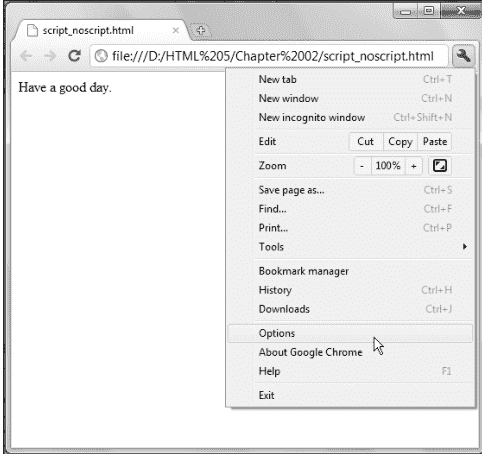 script_noscript.html
file:///D:/HTML%205/Chapter%2002/script_noscript.html
Have a good day.
New tab Ctrl+T
New window Ctrl+N
New incognito window Ctrl+Shift+N
Edit Cut Copy Paste
Zoom - 100% +
Save page as... Ctrl+S
Find... Ctrl+F
Print... Ctrl+P
Tools
Bookmark manager
History Ctrl+H
Downloads Ctrl+J
Options
About Google Chrome
Help F1
Exit